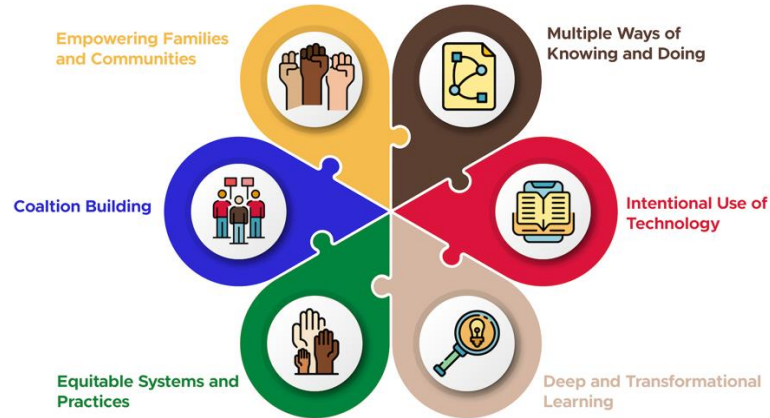 Empowering Families
and Communities
Multiple Ways of
Knowing and Doing
Coaltion Building
Intentional Use of
Technology
Equitable Systems and
Practices
Deep and Transformational
Learning